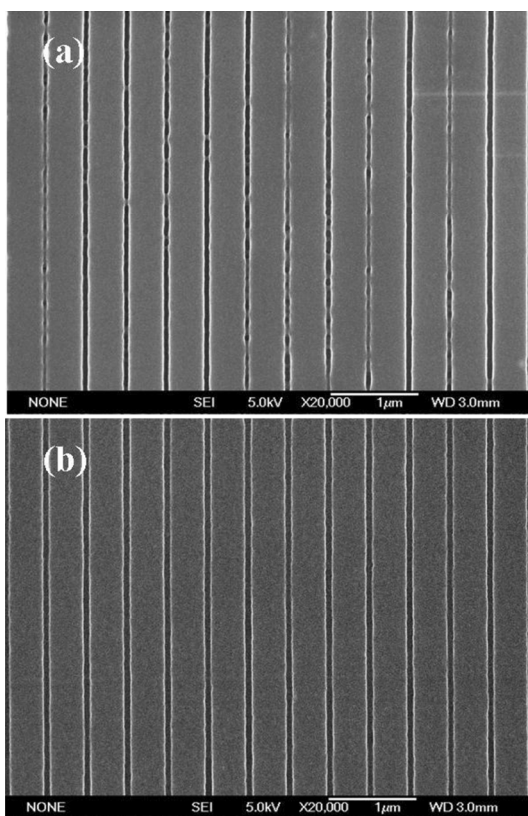 (a)
NONE SEI 5.0kV X20,000 1μm WD 3.0mm
(b)
NONE SEI 5.0kV X20,000 1μm WD 3.0mm